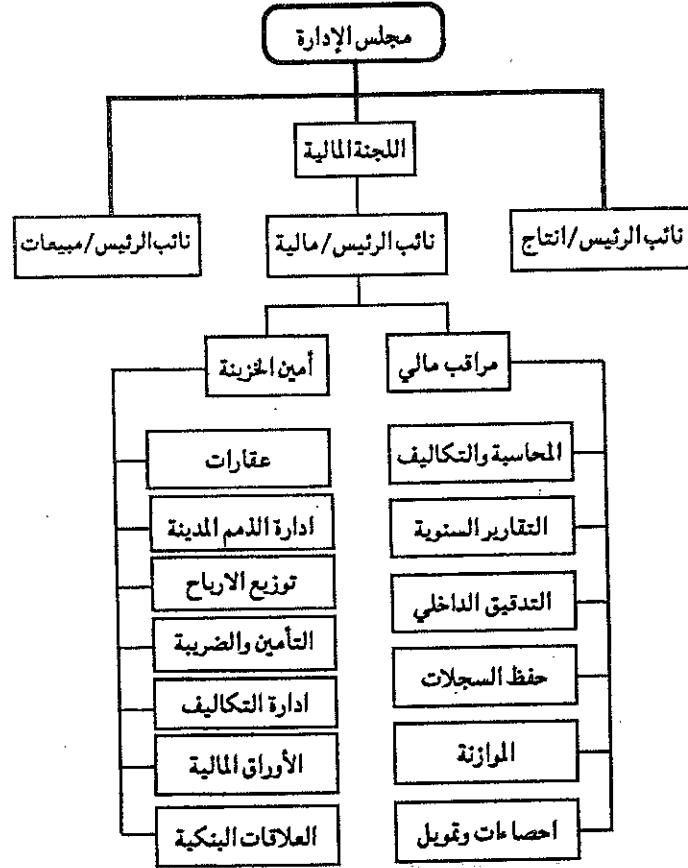 مجلس الإدارة
اللجنة المالية
نائب الرئيس/انتاج
نائب الرئيس/مالية
نائب الرئيس/مبيعات
مراقب مالي
أمين الخزينة
المحاسبة والتكاليف
التقارير السنوية
التدقيق الداخلي
حفظ السجلات
الموازنة
احصاءات وتمويل
عقارات
ادارة الذمم المدينة
توزيع الارباح
التأمين والضريبة
ادارة التكاليف
الأوراق المالية
العلاقات البنكية